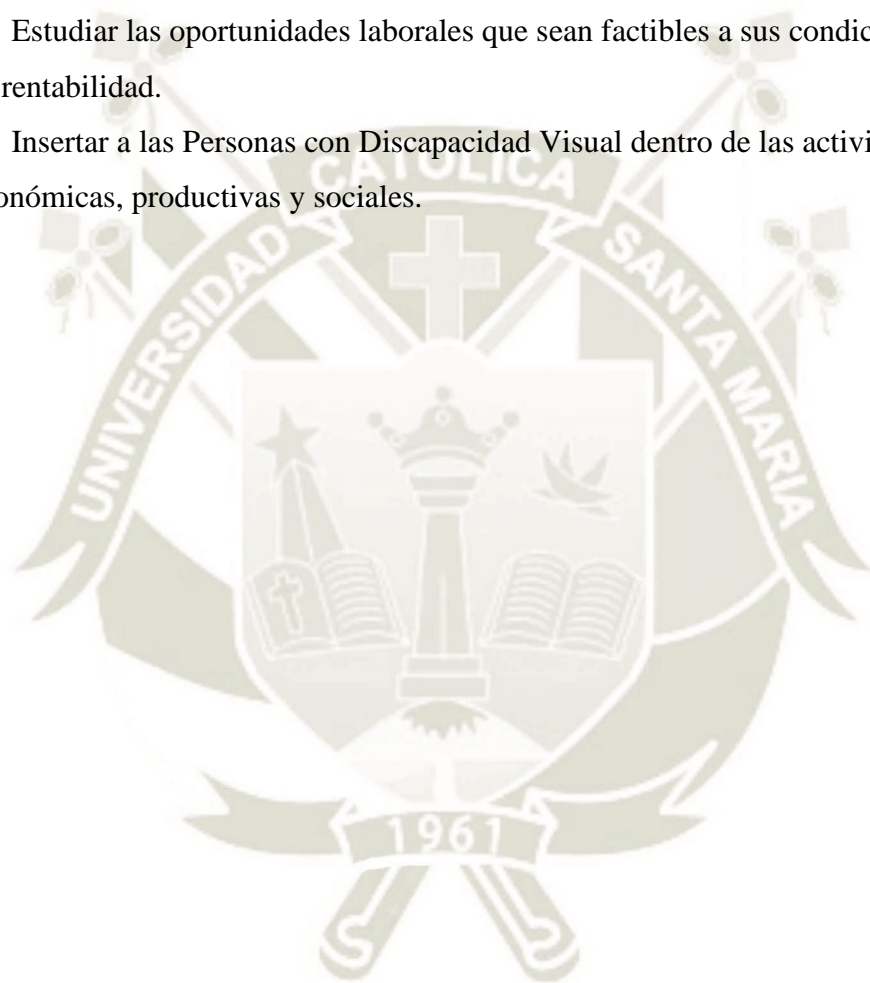 Estudiar las oportunidades laborales que sean factibles a sus condic
rentabilidad.
Insertar a las Personas con Discapacidad Visual dentro de las activi
onómicas, productivas y sociales.
UNIVERSIDAD CATOLICA SANTA MARIA
1961